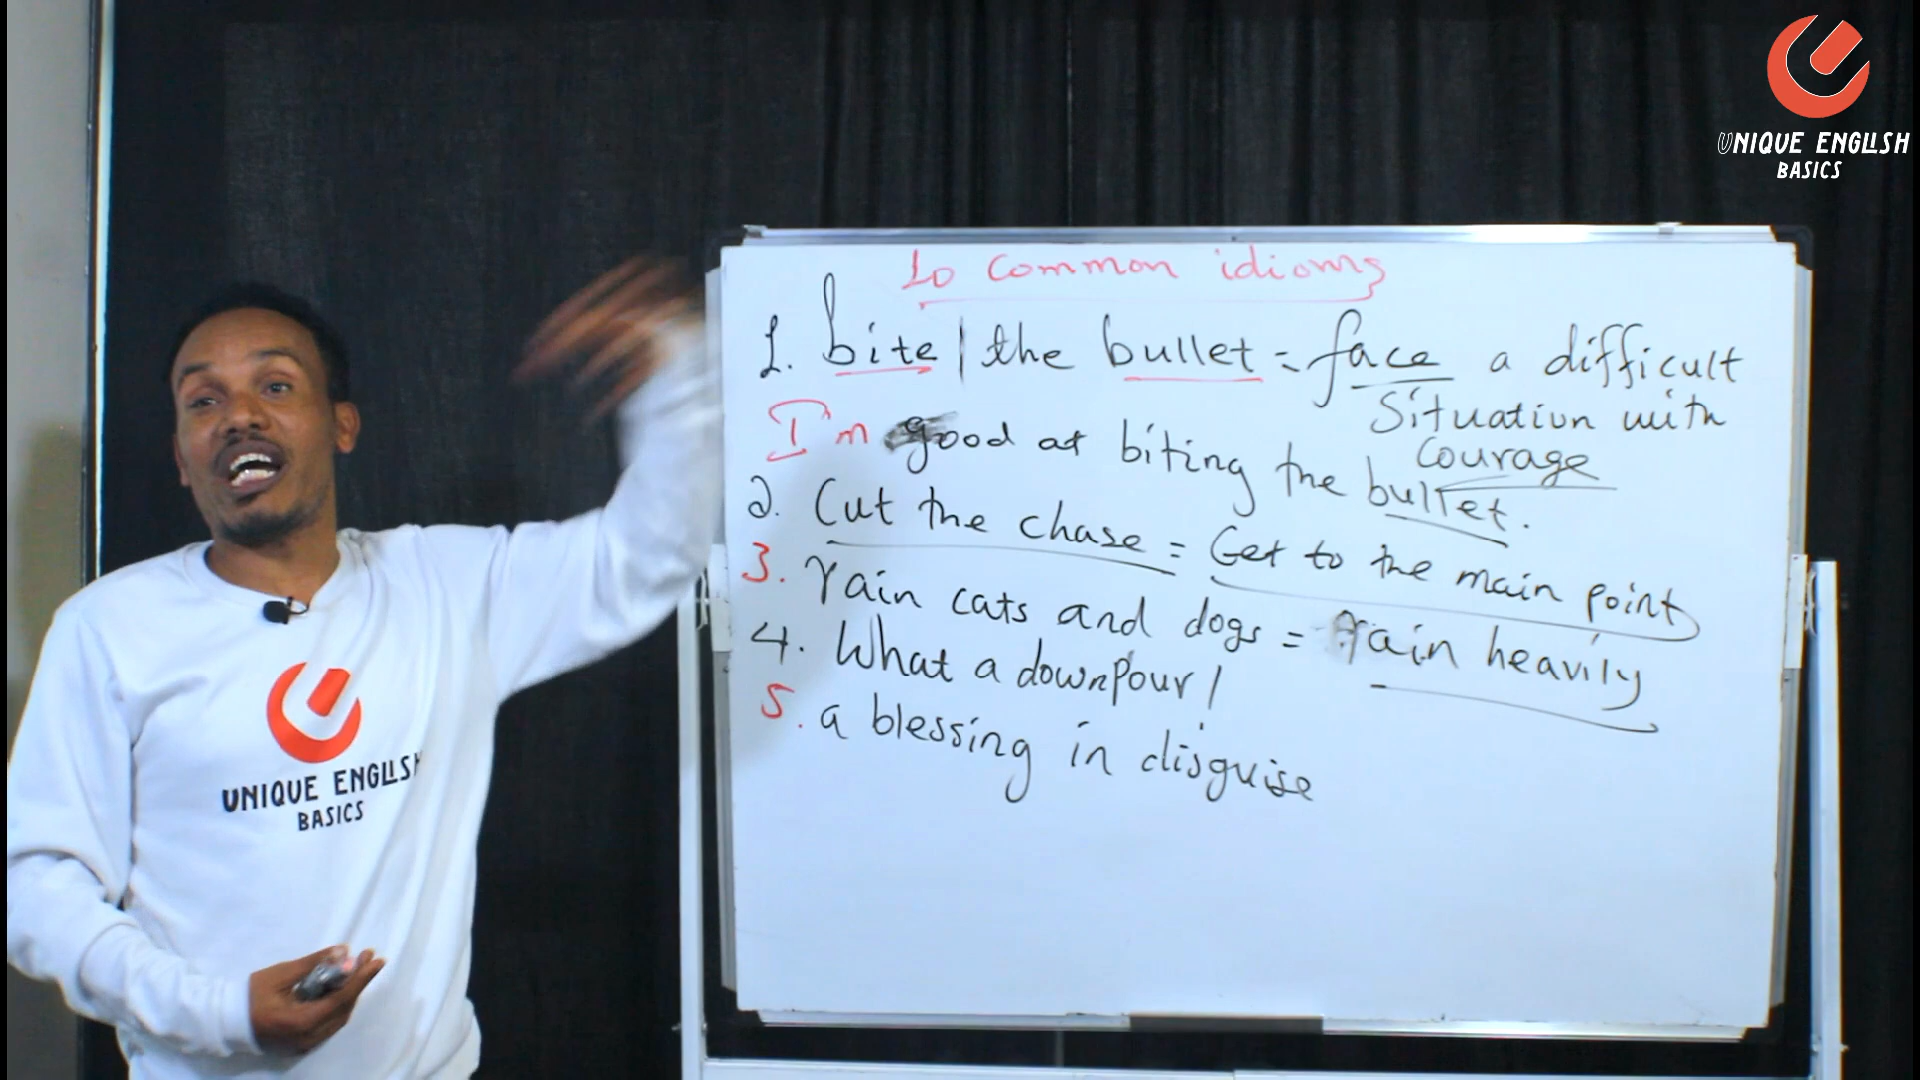 UNIQUE ENGLISH
BASICS
10 common idioms
1. bite | the bullet = face a difficult
situation with
courage
I'm good at biting the bullet.
2. Cut the chase = Get to the main point
3. rain cats and dogs = rain heavily
4. What a downpour!
5. a blessing in disguise
UNIQUE ENGLISH
BASICS